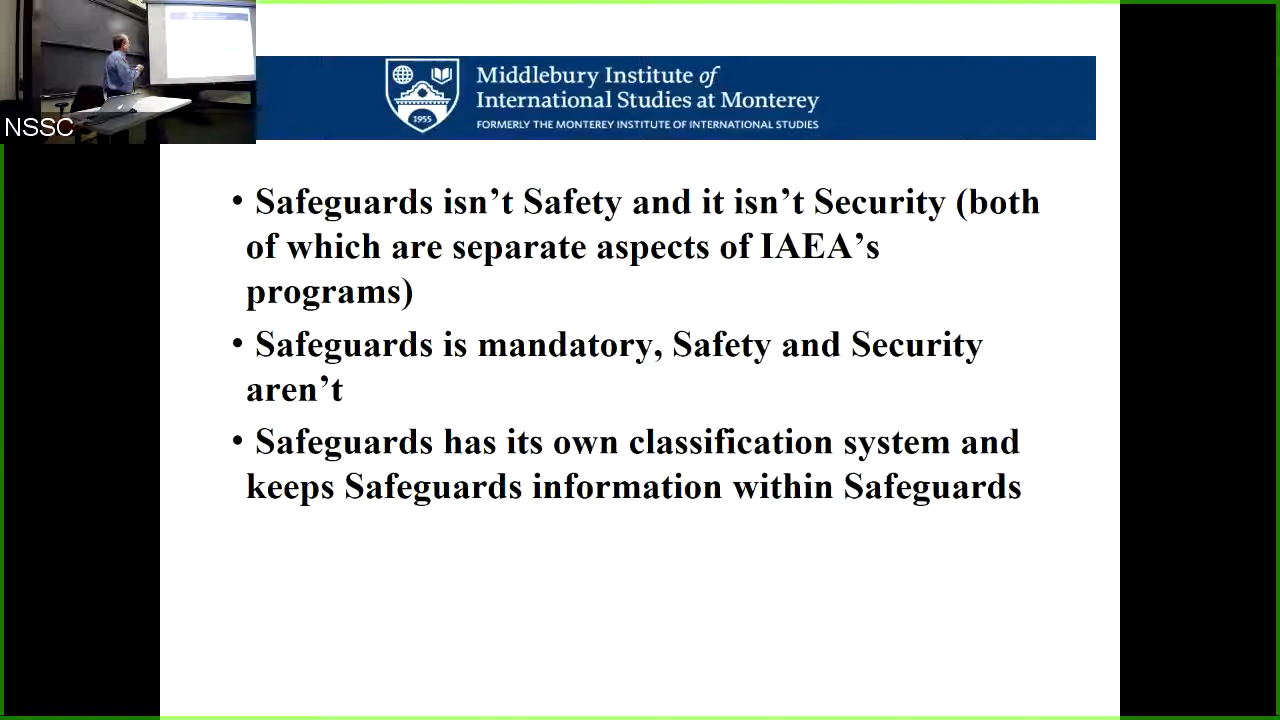 NSSC
1955
Middlebury Institute of
International Studies at Monterey
FORMERLY THE MONTEREY INSTITUTE OF INTERNATIONAL STUDIES
• Safeguards isn’t Safety and it isn’t Security (both
of which are separate aspects of IAEA’s
programs)
• Safeguards is mandatory, Safety and Security
aren’t
• Safeguards has its own classification system and
keeps Safeguards information within Safeguards